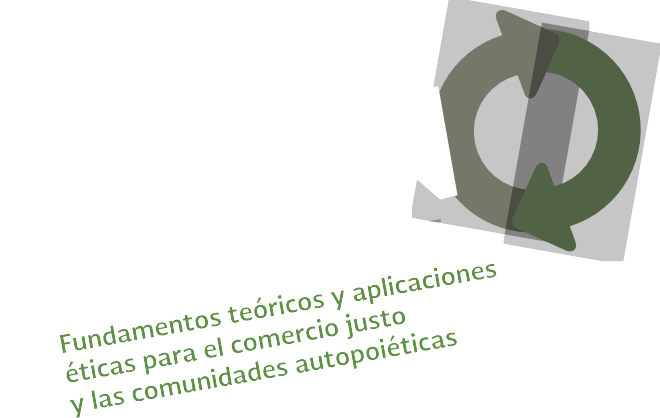 Fundamentos teóricos y aplicaciones
éticas para el comercio justo
y las comunidades autopoiéticas